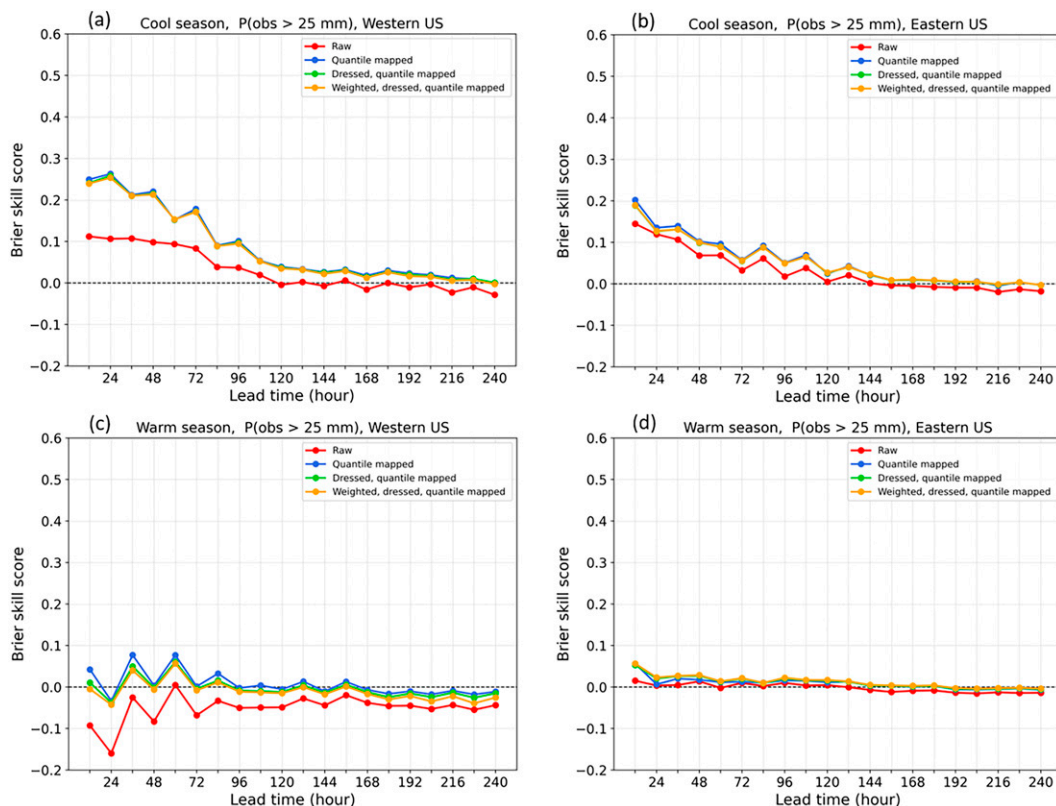 (a)
Cool season, P(obs > 25 mm), Western US
0.6
0.5
0.4
0.3
0.2
0.1
0.0
−0.1
−0.2
Brier skill score
Raw
Quantile mapped
Dressed, quantile mapped
Weighted, dressed, quantile mapped
24 48 72 96 120 144 168 192 216 240
Lead time (hour)
(b)
Cool season, P(obs > 25 mm), Eastern US
0.6
0.5
0.4
0.3
0.2
0.1
0.0
−0.1
−0.2
Brier skill score
Raw
Quantile mapped
Dressed, quantile mapped
Weighted, dressed, quantile mapped
24 48 72 96 120 144 168 192 216 240
Lead time (hour)
(c)
Warm season, P(obs > 25 mm), Western US
0.6
0.5
0.4
0.3
0.2
0.1
0.0
−0.1
−0.2
Brier skill score
Raw
Quantile mapped
Dressed, quantile mapped
Weighted, dressed, quantile mapped
24 48 72 96 120 144 168 192 216 240
Lead time (hour)
(d)
Warm season, P(obs > 25 mm), Eastern US
0.6
0.5
0.4
0.3
0.2
0.1
0.0
−0.1
−0.2
Brier skill score
Raw
Quantile mapped
Dressed, quantile mapped
Weighted, dressed, quantile mapped
24 48 72 96 120 144 168 192 216 240
Lead time (hour)